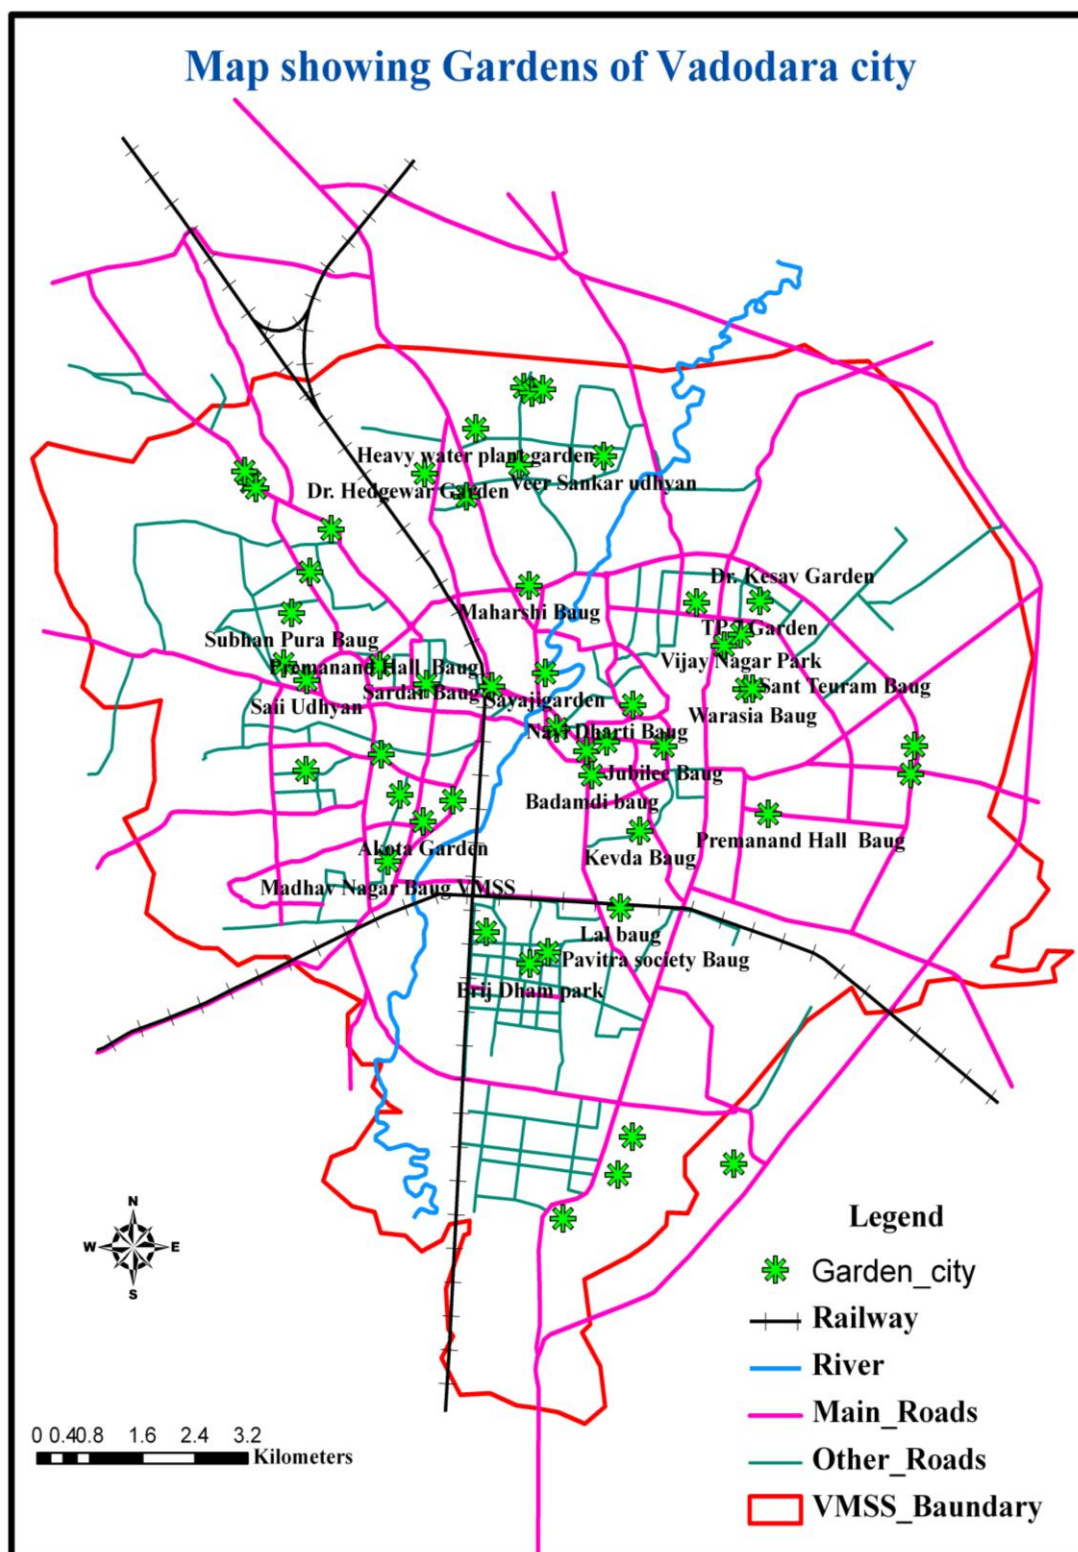 Map showing Gardens of Vadodara city
Heavy water plant garden
Veer Sankar udhyan
Dr. Hedgewar Garden
Dr. Kesav Garden
Maharshi Baug
Garden
Subhan Pura Baug
Vijay Nagar Park
Premanand Hall Baug
Sardar Baug
Sayajigarden
Sant Teuram Baug
Udhyan
Warasia Baug
Navi Dharti Baug
Jubilee Baug
Badamdi baug
Premanand Hall Baug
Akota Garden
Kevda Baug
Madhav Nagar Baug VMSS
Lal baug
Pavitra society Baug
Brij Dham park
N
W E
S
Legend
Garden_city
Railway
River
Main_Roads
Other_Roads
VMSS_Baundary
0 0.40.8 1.6 2.4 3.2
Kilometers